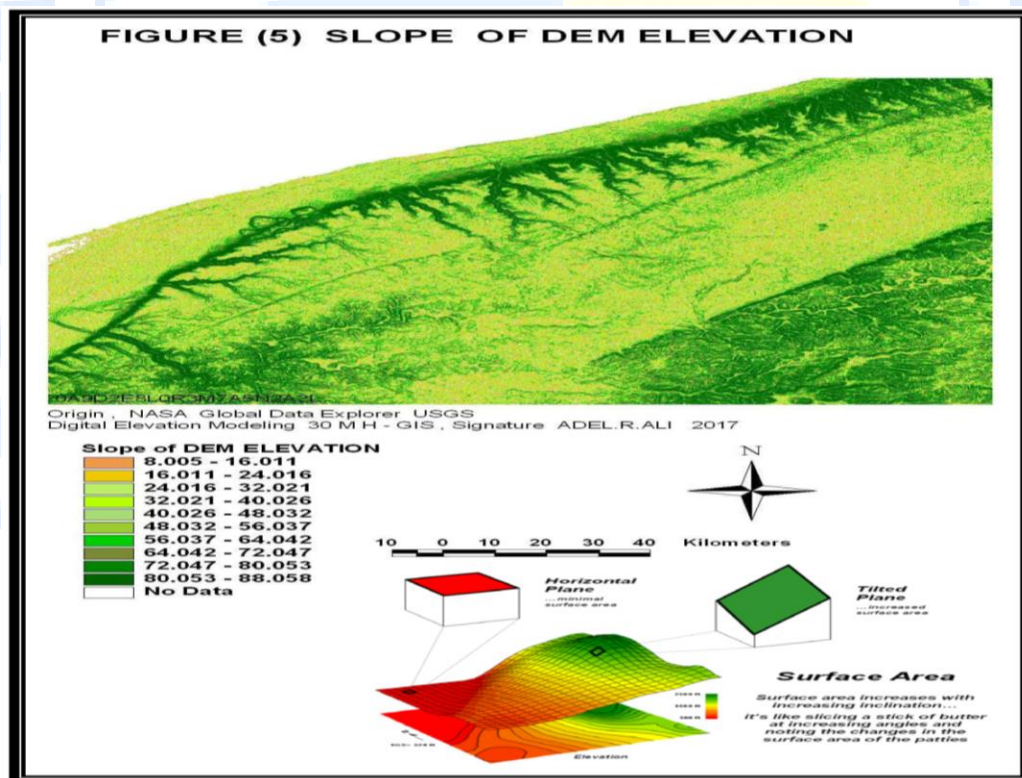 FIGURE (5) SLOPE OF DEM ELEVATION
Origin , NASA Global Data Explorer USGS
Digital Elevation Modeling 30 M H - GIS , Signature ADEL.R.ALI 2017
Slope of DEM ELEVATION
8.005 - 16.011
16.011 - 24.016
24.016 - 32.021
32.021 - 40.026
40.026 - 48.032
48.032 - 56.037
56.037 - 64.042
64.042 - 72.047
72.047 - 80.053
80.053 - 88.058
No Data
N
10 0 10 20 30 40 Kilometers
Horizontal
Plane
...minimal
surface area
Tilted
Plane
...increased
surface area
Surface Area
Surface area increases with
increasing inclination...
it's like slicing a stick of butter
at increasing angles and
noting the changes in the
surface area of the patties
Elevation